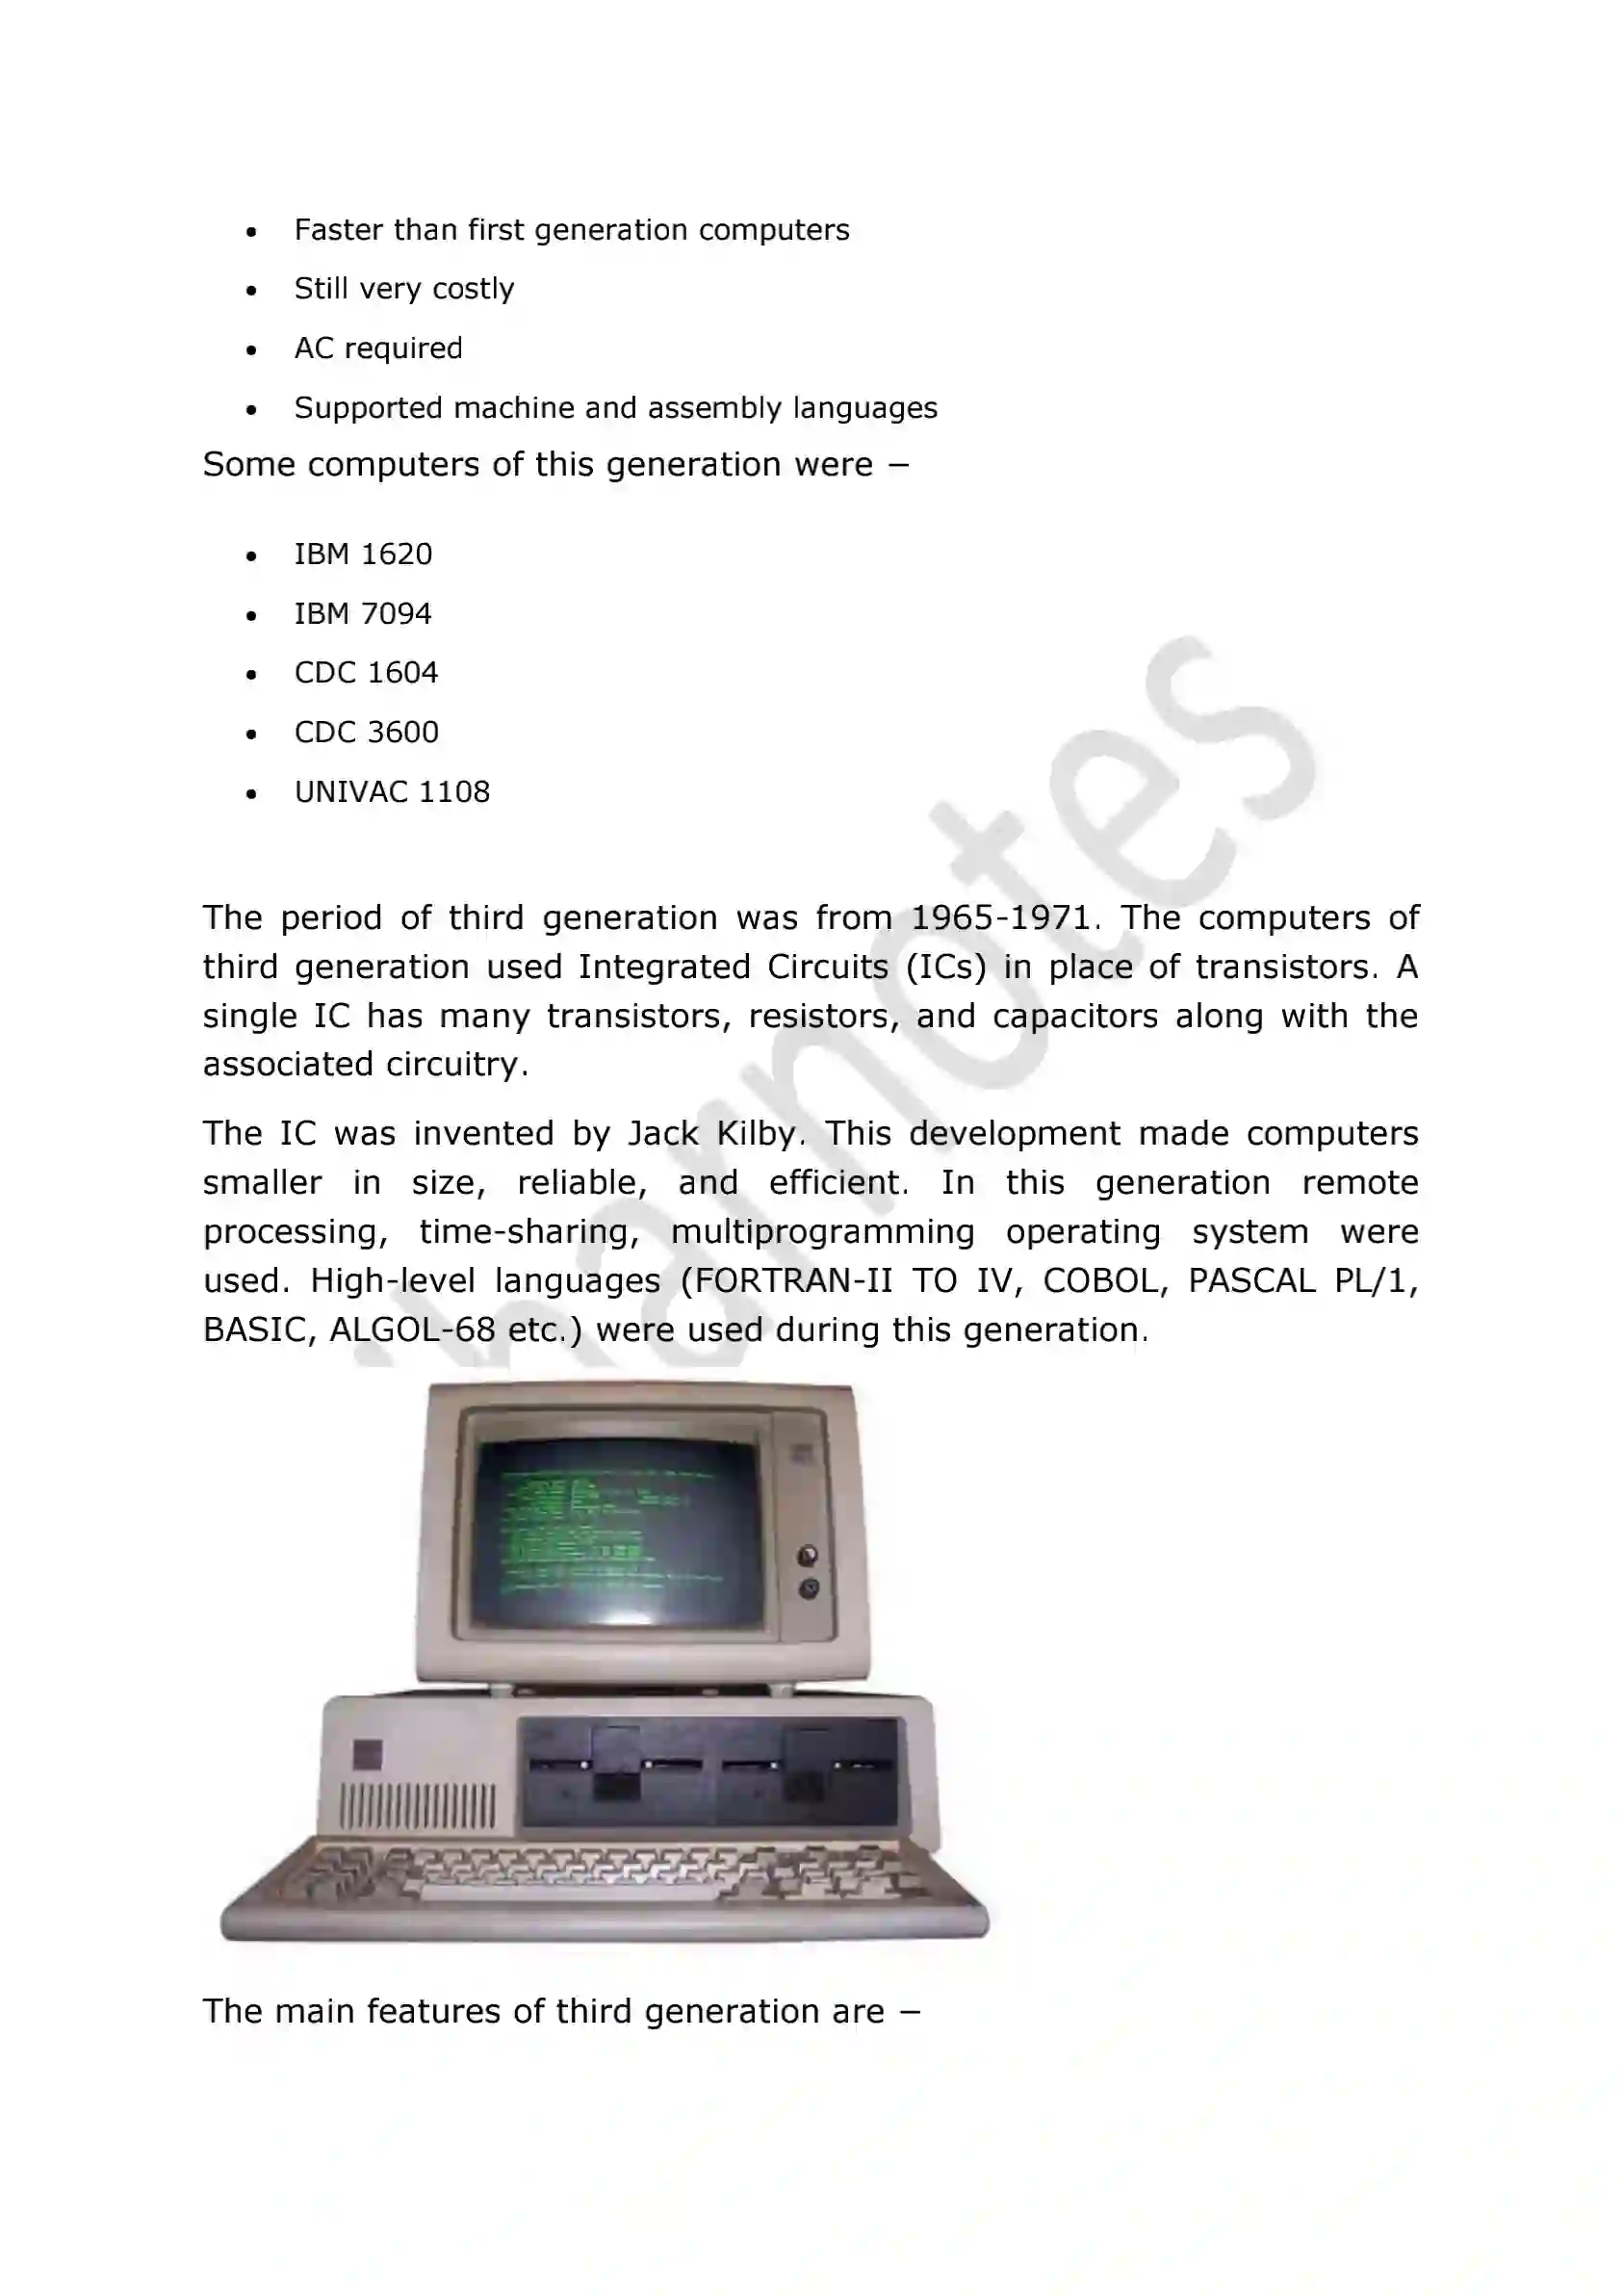 • Faster than first generation computers
• Still very costly
• AC required
• Supported machine and assembly languages
Some computers of this generation were −
• IBM 1620
• IBM 7094
• CDC 1604
• CDC 3600
• UNIVAC 1108
The period of third generation was from 1965-1971. The computers of
third generation used Integrated Circuits (ICs) in place of transistors. A
single IC has many transistors, resistors, and capacitors along with the
associated circuitry.
The IC was invented by Jack Kilby. This development made computers
smaller in size, reliable, and efficient. In this generation remote
processing, time-sharing, multiprogramming operating system were
used. High-level languages (FORTRAN-II TO IV, COBOL, PASCAL PL/1,
BASIC, ALGOL-68 etc.) were used during this generation.
The main features of third generation are −